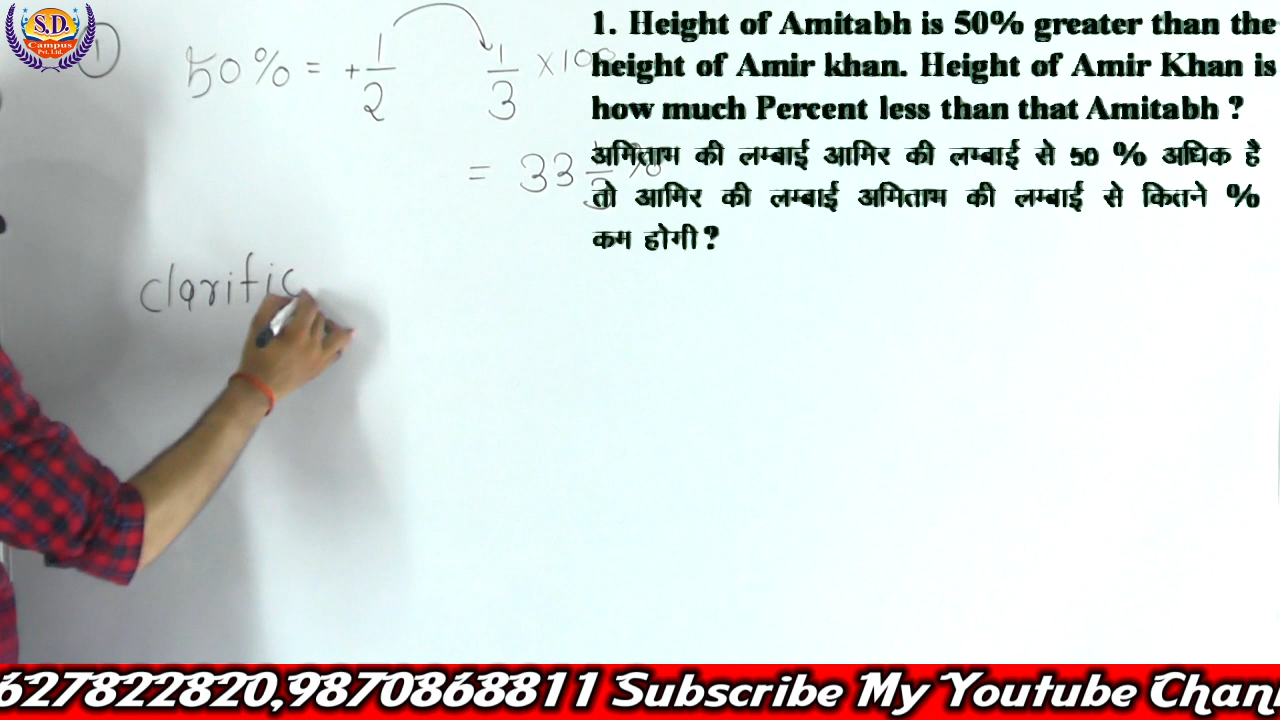 S.D.
Campus
Pvt. Ltd.
1
50% = + 1/2 1/3 × 100
= 33 1/3 %
clarific
1. Height of Amitabh is 50% greater than the
height of Amir khan. Height of Amir Khan is
how much Percent less than that Amitabh ?
अमिताभ की लम्बाई आमिर की लम्बाई से 50 % अधिक है
तो आमिर की लम्बाई अमिताभ की लम्बाई से कितने %
कम होगी ?
627822820,9870868811 Subscribe My Youtube Chan